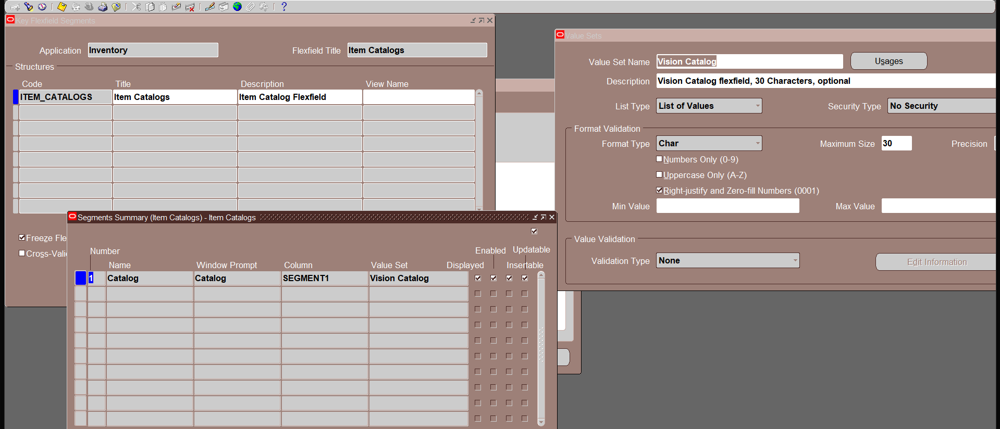 Key Flexfield Segments
Application Inventory Flexfield Title Item Catalogs
Structures
Code Title Description View Name
ITEM_CATALOGS Item Catalogs Item Catalog Flexfield
Freeze Fle
Cross-Vali
Segments Summary (Item Catalogs) - Item Catalogs
Number Enabled Updatable
Name Window Prompt Column Value Set Displayed Insertable
1 Catalog Catalog SEGMENT1 Vision Catalog
Value Sets
Value Set Name Vision Catalog Usages
Description Vision Catalog flexfield, 30 Characters, optional
List Type List of Values Security Type No Security
Format Validation
Format Type Char Maximum Size 30 Precision
Numbers Only (0-9)
Uppercase Only (A-Z)
Right-justify and Zero-fill Numbers (0001)
Min Value Max Value
Value Validation
Validation Type None Edit Information